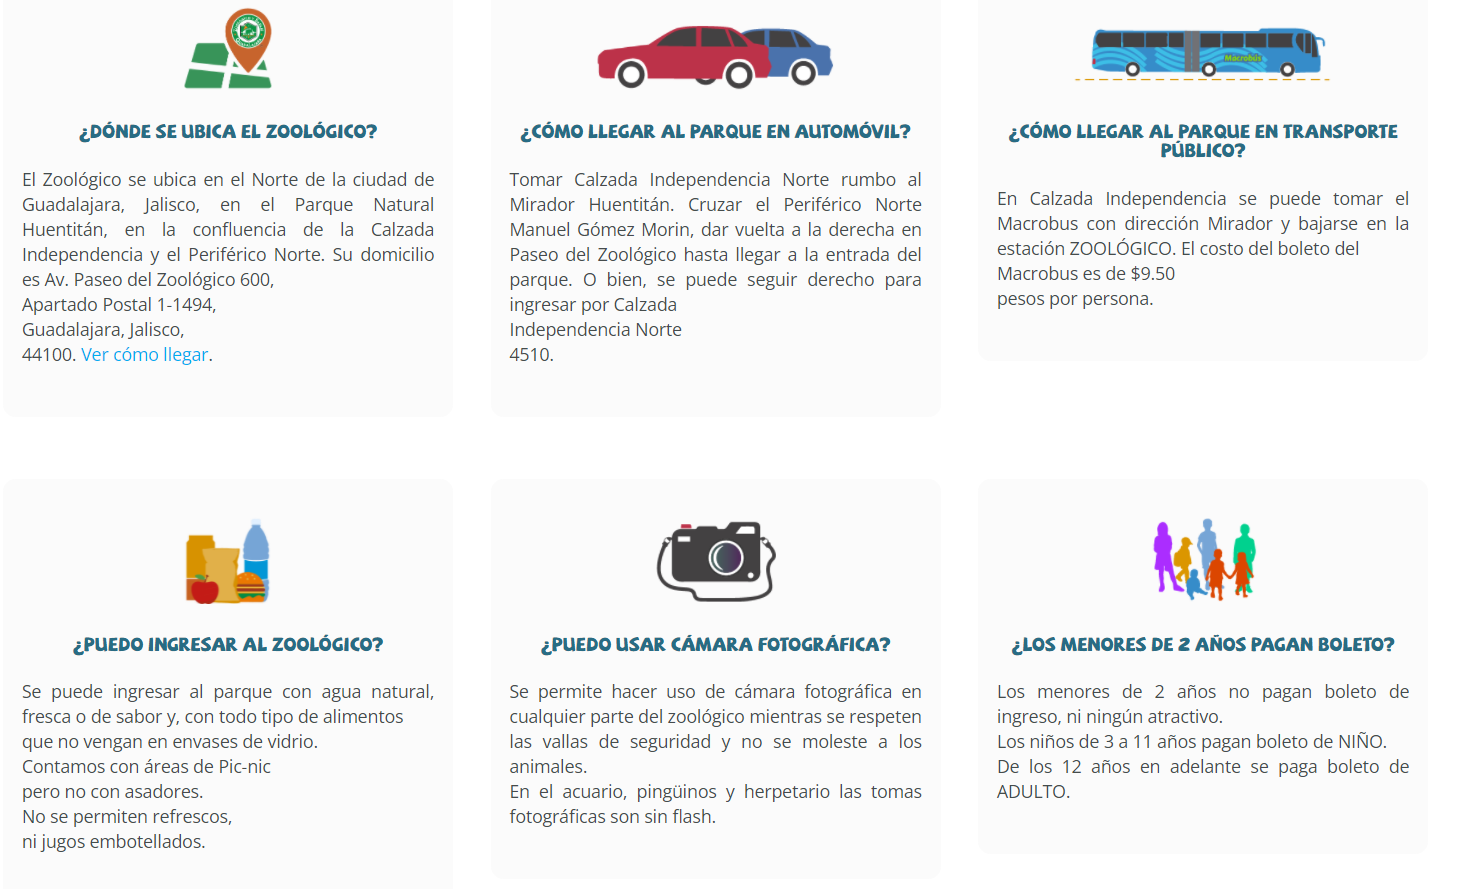 ¿DÓNDE SE UBICA EL ZOOLÓGICO?
El Zoológico se ubica en el Norte de la ciudad de
Guadalajara, Jalisco, en el Parque Natural
Huentitán, en la confluencia de la Calzada
Independencia y el Periférico Norte. Su domicilio
es Av. Paseo del Zoológico 600,
Apartado Postal 1-1494,
Guadalajara, Jalisco,
44100. Ver cómo llegar.
¿CÓMO LLEGAR AL PARQUE EN AUTOMÓVIL?
Tomar Calzada Independencia Norte rumbo al
Mirador Huentitán. Cruzar el Periférico Norte
Manuel Gómez Morin, dar vuelta a la derecha en
Paseo del Zoológico hasta llegar a la entrada del
parque. O bien, se puede seguir derecho para
ingresar por Calzada
Independencia Norte
4510.
Macrobús
¿CÓMO LLEGAR AL PARQUE EN TRANSPORTE
PÚBLICO?
En Calzada Independencia se puede tomar el
Macrobus con dirección Mirador y bajarse en la
estación ZOOLÓGICO. El costo del boleto del
Macrobus es de $9.50
pesos por persona.
¿PUEDO INGRESAR AL ZOOLÓGICO?
Se puede ingresar al parque con agua natural,
fresca o de sabor y, con todo tipo de alimentos
que no vengan en envases de vidrio.
Contamos con áreas de Pic-nic
pero no con asadores.
No se permiten refrescos,
ni jugos embotellados.
¿PUEDO USAR CÁMARA FOTOGRÁFICA?
Se permite hacer uso de cámara fotográfica en
cualquier parte del zoológico mientras se respeten
las vallas de seguridad y no se moleste a los
animales.
En el acuario, pingüinos y herpetario las tomas
fotográficas son sin flash.
¿LOS MENORES DE 2 AÑOS PAGAN BOLETO?
Los menores de 2 años no pagan boleto de
ingreso, ni ningún atractivo.
Los niños de 3 a 11 años pagan boleto de NIÑO.
De los 12 años en adelante se paga boleto de
ADULTO.